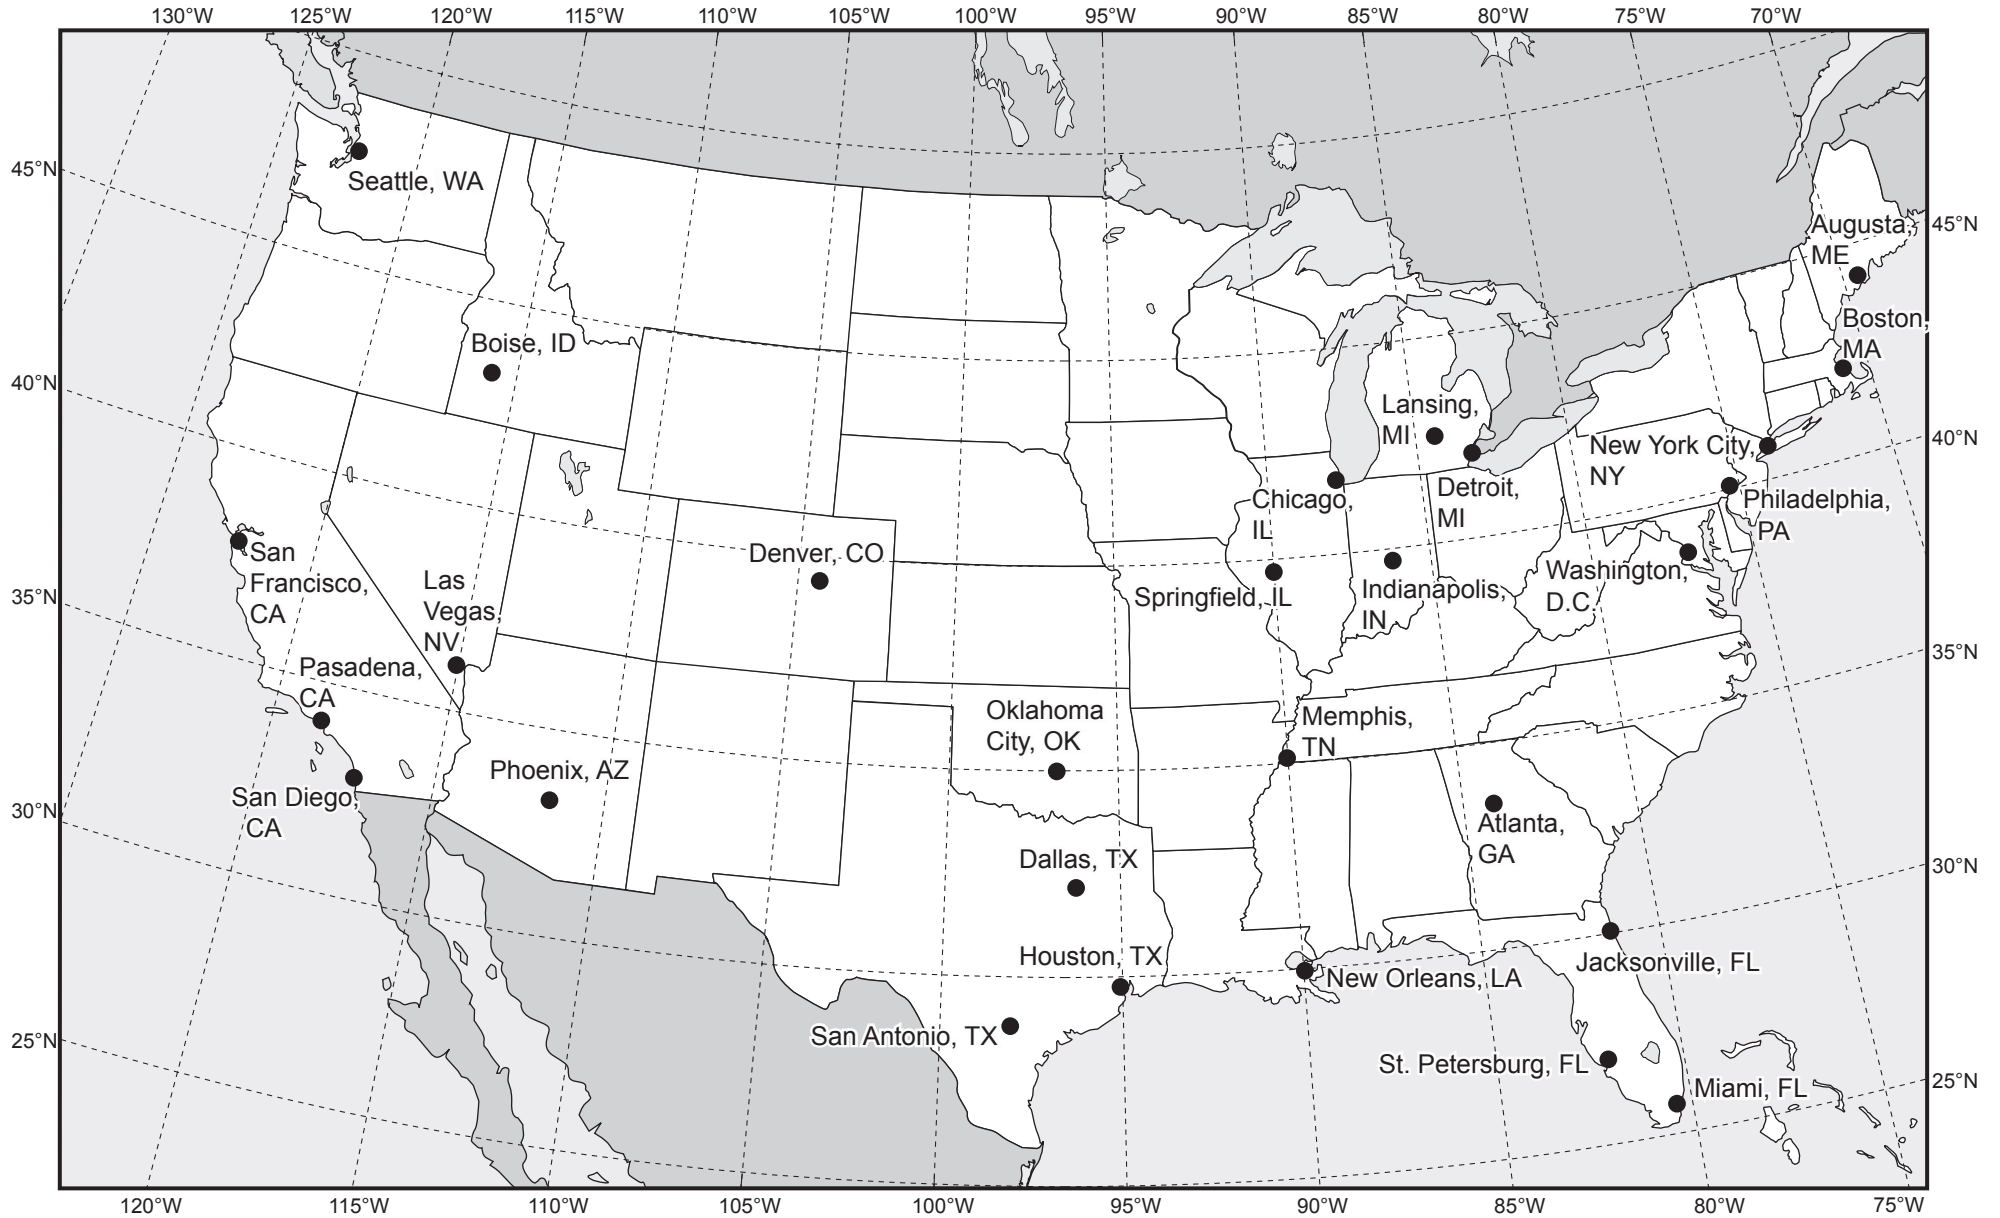 130°W
125°W
120°W
115°W
110°W
105°W
100°W
95°W
90°W
85°W
80°W
75°W
70°W
45°N
40°N
35°N
30°N
25°N
45°N
40°N
35°N
30°N
25°N
Seattle, WA
Augusta,
ME
Boston,
MA
Boise, ID
Lansing,
MI
New York City,
NY
Detroit,
MI
Chicago,
IL
Philadelphia,
PA
San
Francisco,
CA
Denver, CO
Las
Vegas,
NV
Springfield, IL
Indianapolis,
IN
Washington,
D.C.
Pasadena,
CA
Oklahoma
City, OK
Memphis,
TN
Phoenix, AZ
San Diego,
CA
Atlanta,
GA
Dallas, TX
Houston, TX
New Orleans, LA
Jacksonville, FL
San Antonio, TX
St. Petersburg, FL
Miami, FL
120°W
115°W
110°W
105°W
100°W
95°W
90°W
85°W
80°W
75°W